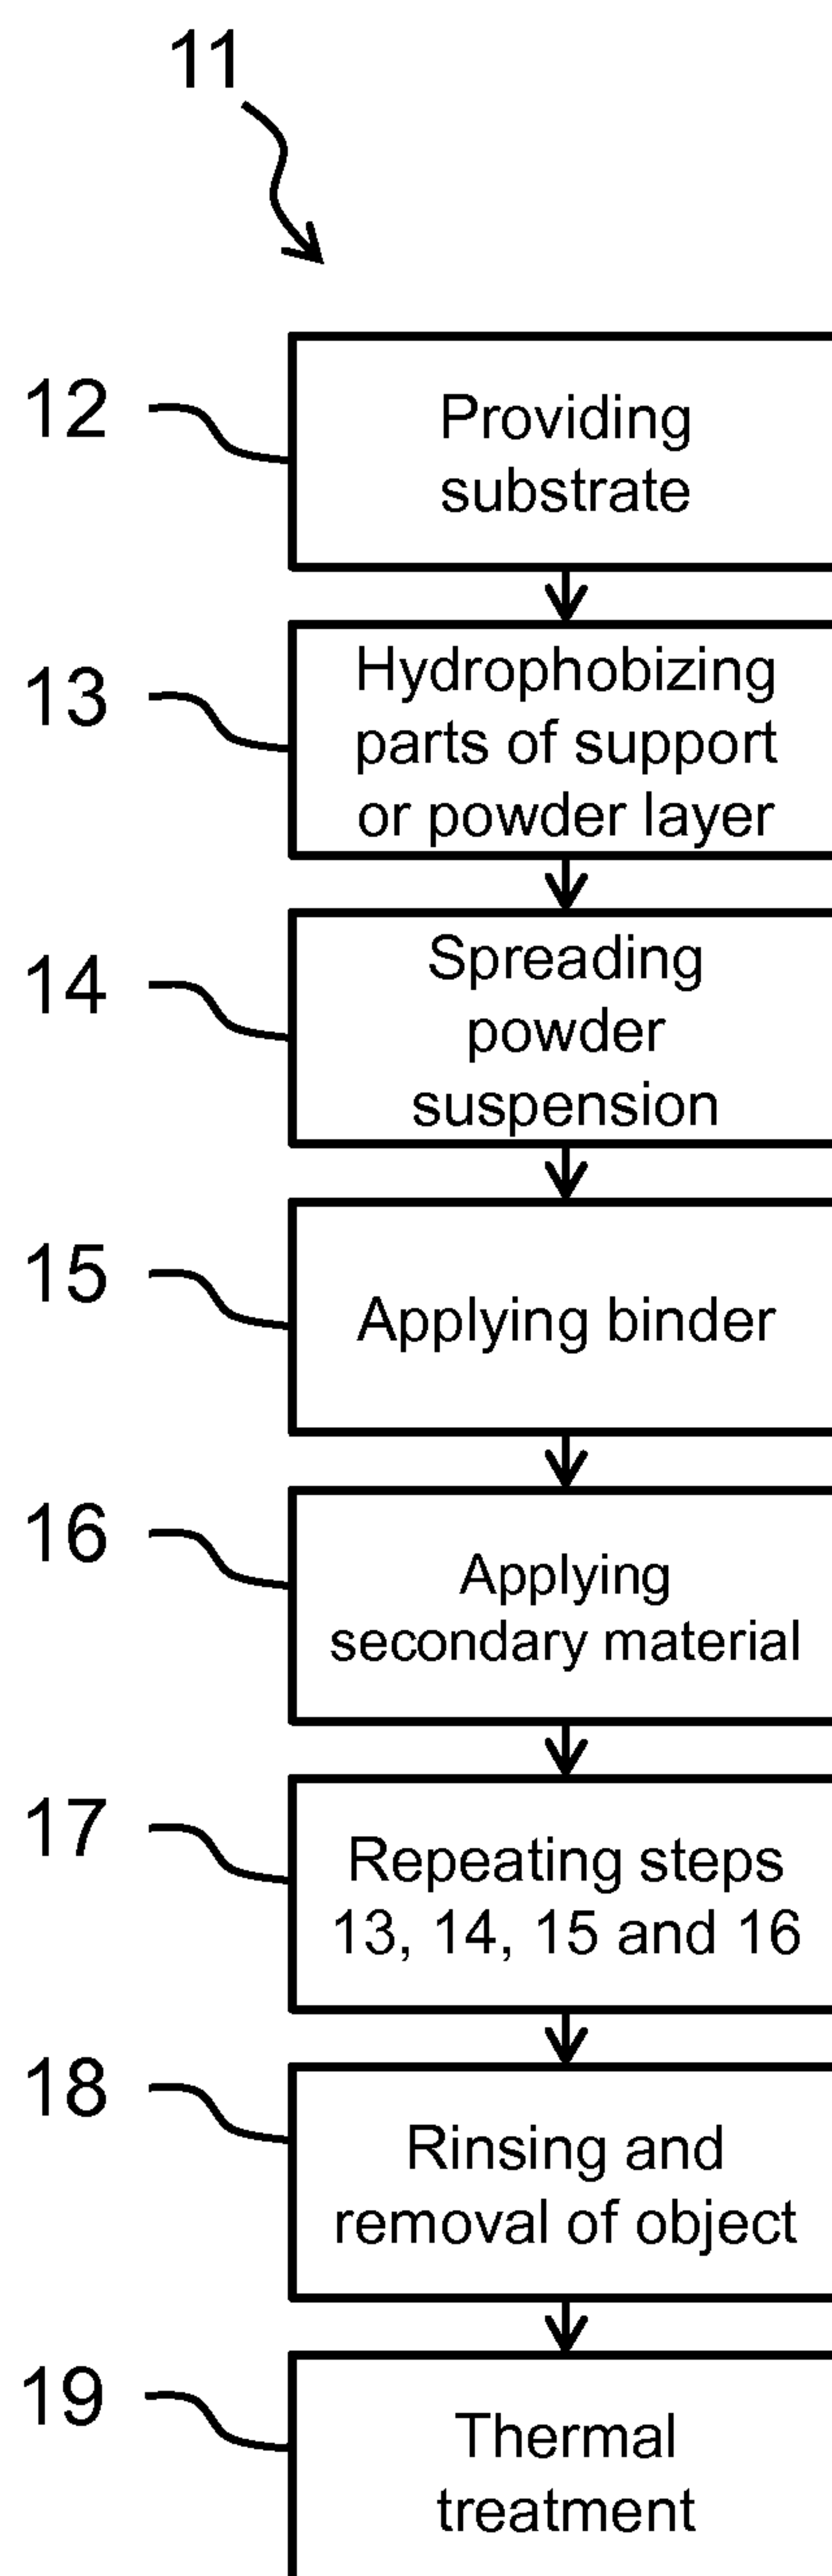 11
12
Providing
substrate
13
Hydrophobizing
parts of support
or powder layer
14
Spreading
powder
suspension
15
Applying binder
16
Applying
secondary material
17
Repeating steps
13, 14, 15 and 16
18
Rinsing and
removal of object
19
Thermal
treatment